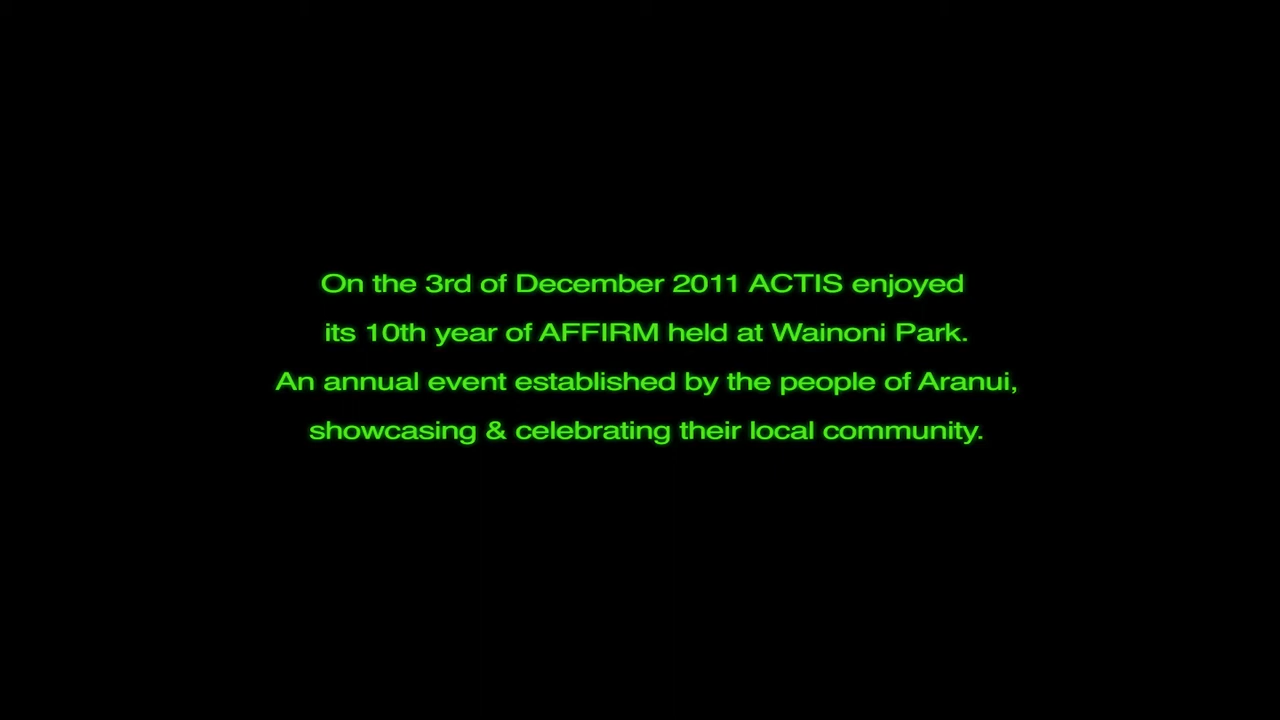 On the 3rd of December 2011 ACTIS enjoyed
its 10th year of AFFIRM held at Wainoni Park.
An annual event established by the people of Aranui,
showcasing & celebrating their local community.